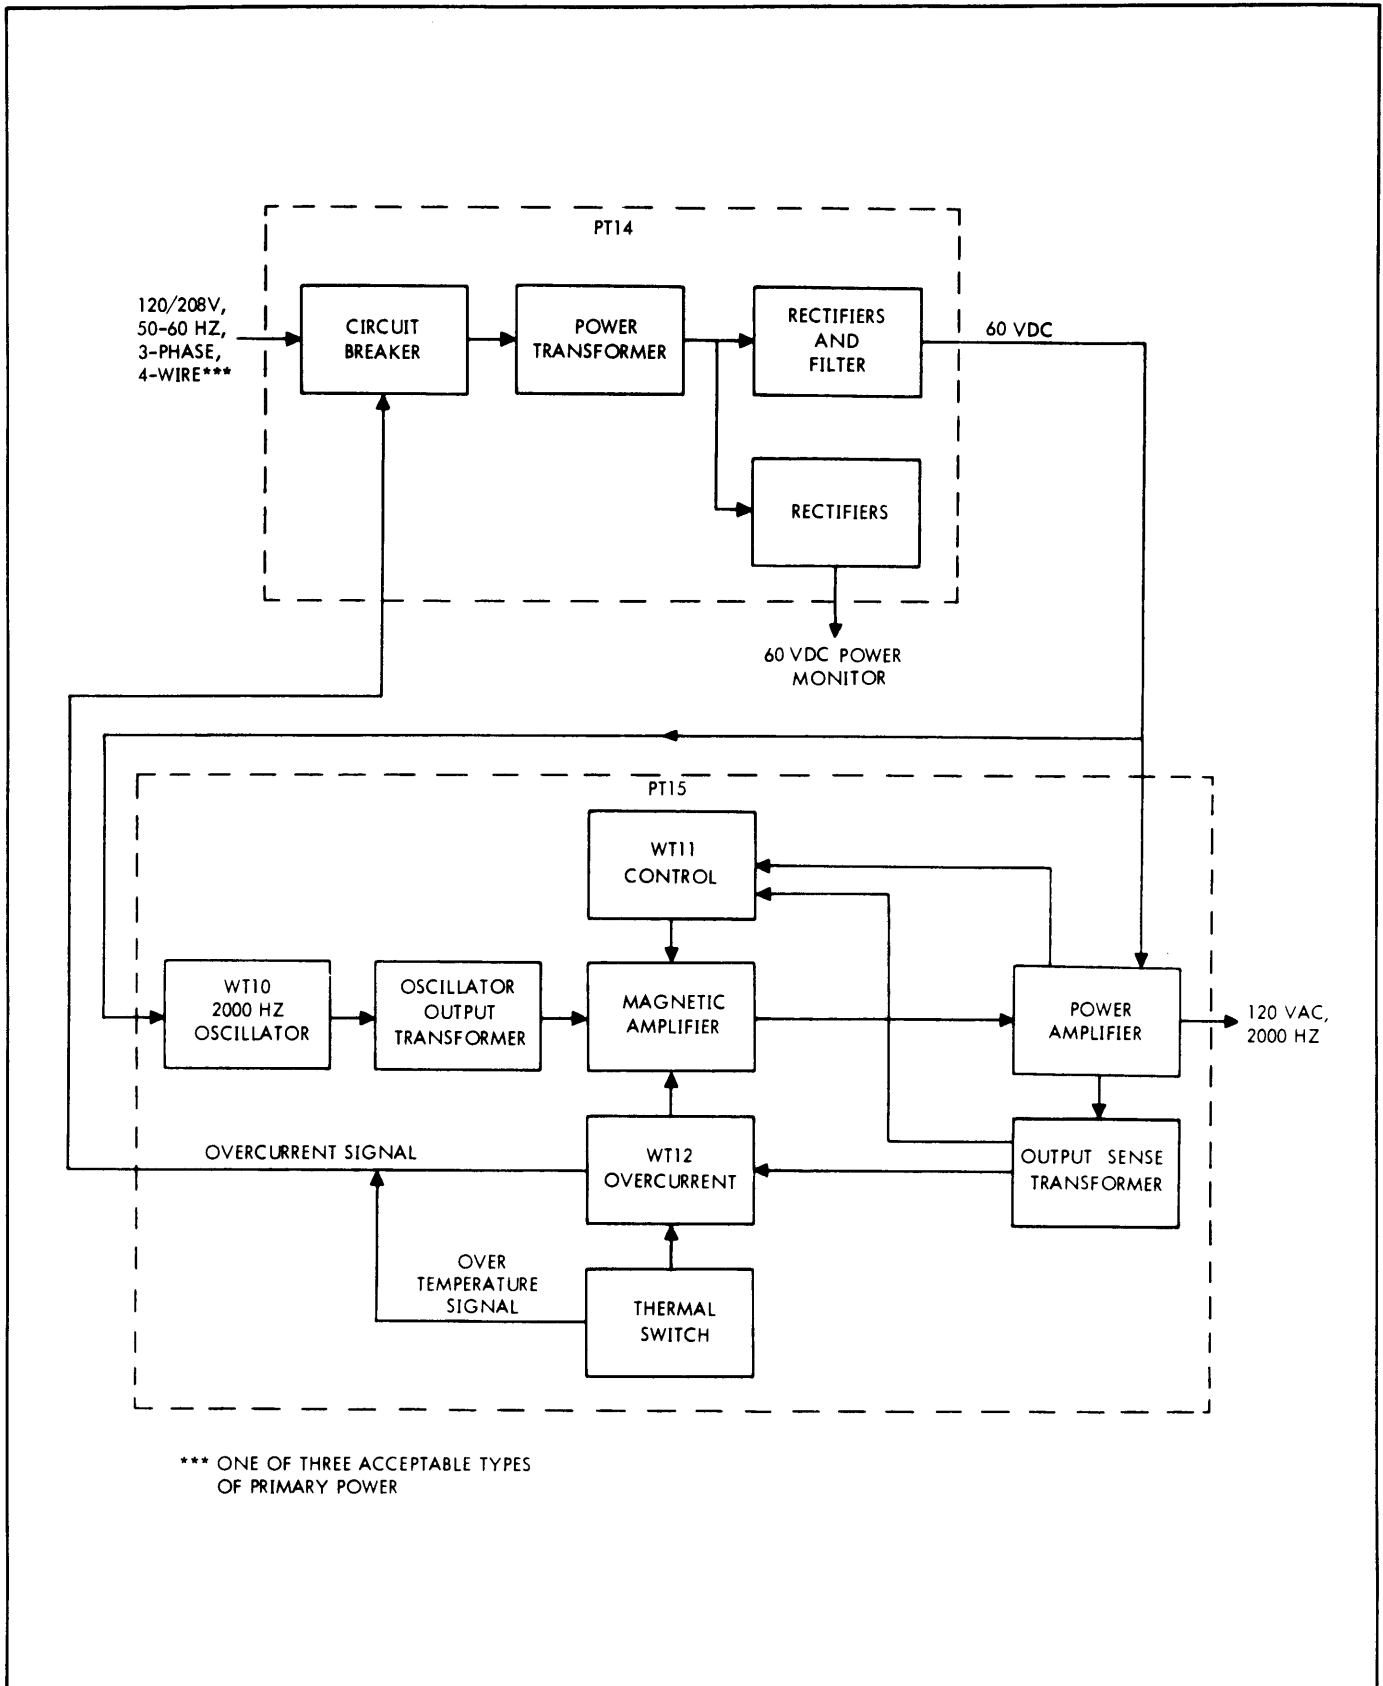 PT14
120/208V,
50-60 HZ,
3-PHASE,
4-WIRE***
CIRCUIT
BREAKER
POWER
TRANSFORMER
RECTIFIERS
AND
FILTER
60 VDC
RECTIFIERS
60 VDC POWER
MONITOR
PT15
WT11
CONTROL
WT10
2000 HZ
OSCILLATOR
OSCILLATOR
OUTPUT
TRANSFORMER
MAGNETIC
AMPLIFIER
POWER
AMPLIFIER
120 VAC,
2000 HZ
OVERCURRENT SIGNAL
WT12
OVERCURRENT
OUTPUT SENSE
TRANSFORMER
OVER
TEMPERATURE
SIGNAL
THERMAL
SWITCH
*** ONE OF THREE ACCEPTABLE TYPES
OF PRIMARY POWER